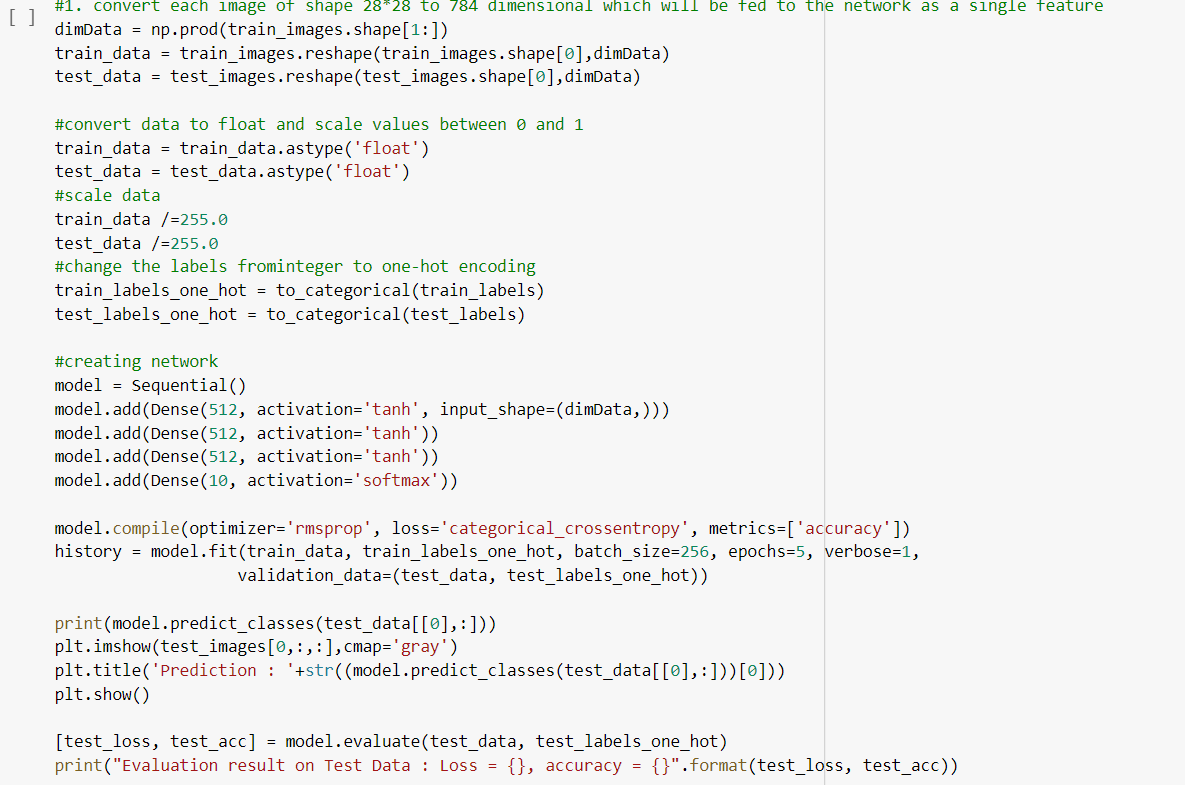 [ ]
#1. convert each image of shape 28*28 to 784 dimensional which will be fed to the network as a single feature
dimData = np.prod(train_images.shape[1:])
train_data = train_images.reshape(train_images.shape[0],dimData)
test_data = test_images.reshape(test_images.shape[0],dimData)

#convert data to float and scale values between 0 and 1
train_data = train_data.astype('float')
test_data = test_data.astype('float')
#scale data
train_data /=255.0
test_data /=255.0
#change the labels frominteger to one-hot encoding
train_labels_one_hot = to_categorical(train_labels)
test_labels_one_hot = to_categorical(test_labels)

#creating network
model = Sequential()
model.add(Dense(512, activation='tanh', input_shape=(dimData,)))
model.add(Dense(512, activation='tanh'))
model.add(Dense(512, activation='tanh'))
model.add(Dense(10, activation='softmax'))

model.compile(optimizer='rmsprop', loss='categorical_crossentropy', metrics=['accuracy'])
history = model.fit(train_data, train_labels_one_hot, batch_size=256, epochs=5, verbose=1,
                   validation_data=(test_data, test_labels_one_hot))

print(model.predict_classes(test_data[[0],:]))
plt.imshow(test_images[0,:,:],cmap='gray')
plt.title('Prediction : '+str((model.predict_classes(test_data[[0],:]))[0]))
plt.show()

[test_loss, test_acc] = model.evaluate(test_data, test_labels_one_hot)
print("Evaluation result on Test Data : Loss = {}, accuracy = {}".format(test_loss, test_acc))